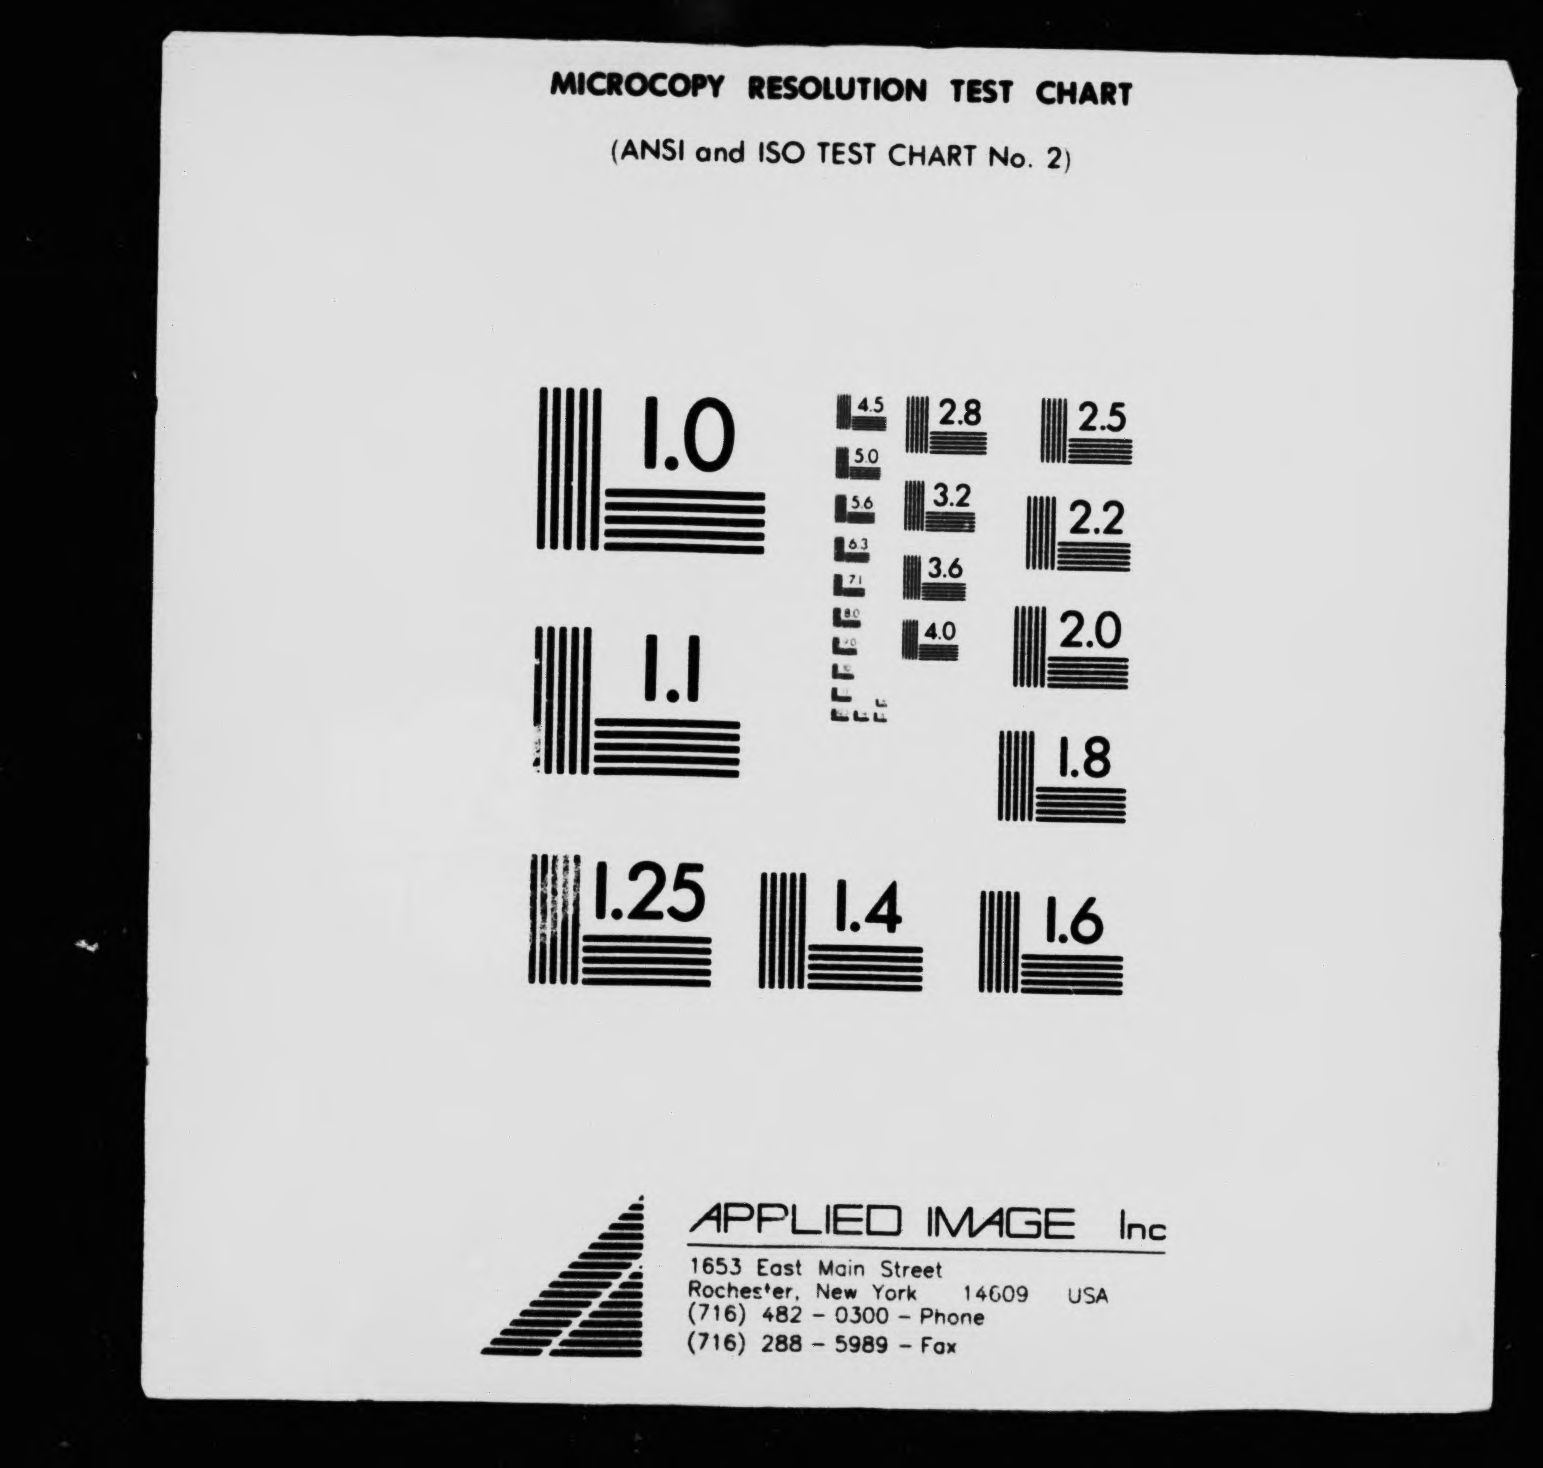 MICROCOPY RESOLUTION TEST CHART
(ANSI and ISO TEST CHART No. 2)
1.0
1.1
1.25
4.5
5.0
5.6
6.3
7.1
8.0
2.8
3.2
3.6
4.0
2.5
2.2
2.0
1.8
1.4
1.6
APPLIED IMAGE Inc
1653 East Main Street
Rochester, New York 14609 USA
(716) 482 - 0300 - Phone
(716) 288 - 5989 - Fax